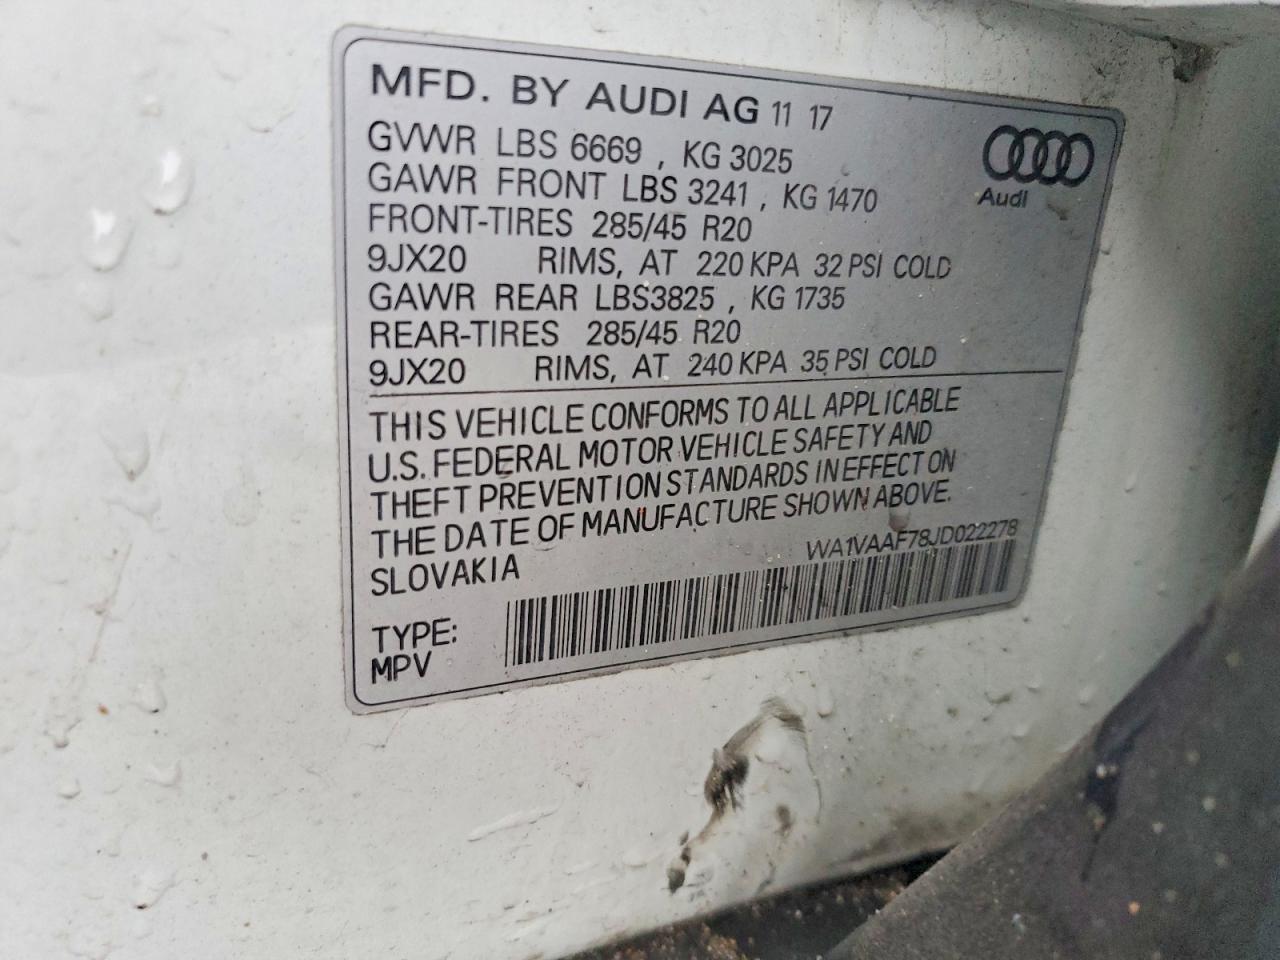 MFD. BY AUDI AG 11 17
GVWR LBS 6669 , KG 3025
GAWR FRONT LBS 3241 , KG 1470
Audi
FRONT-TIRES 285/45 R20
9JX20 RIMS, AT 220 KPA 32 PSI COLD
GAWR REAR LBS3825 , KG 1735
REAR-TIRES 285/45 R20
9JX20 RIMS, AT 240 KPA 35 PSI COLD
THIS VEHICLE CONFORMS TO ALL APPLICABLE
U.S. FEDERAL MOTOR VEHICLE SAFETY AND
THEFT PREVENTION STANDARDS IN EFFECT ON
THE DATE OF MANUFACTURE SHOWN ABOVE.
SLOVAKIA
WA1VAAF78JD022278
TYPE:
MPV